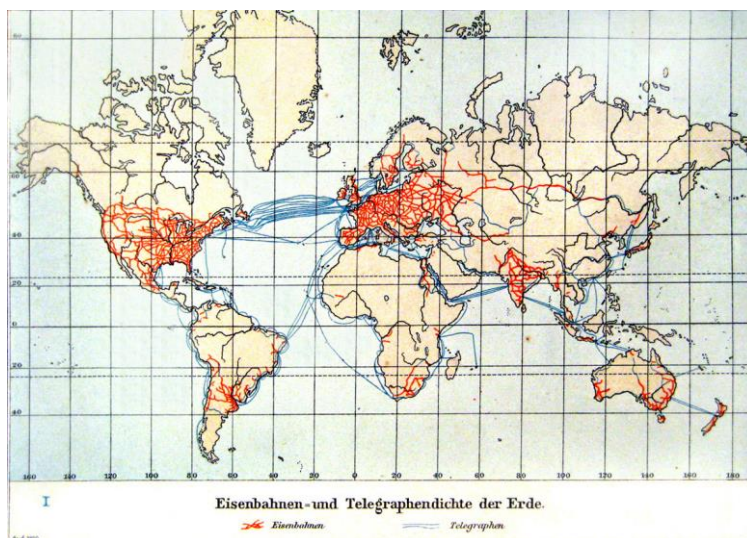 160 140 120 100 80 60 40 20 0 20 40 60 80 100 120 140 160 180
I
Eisenbahnen- und Telegraphendichte der Erde.
Eisenbahnen Telegraphen